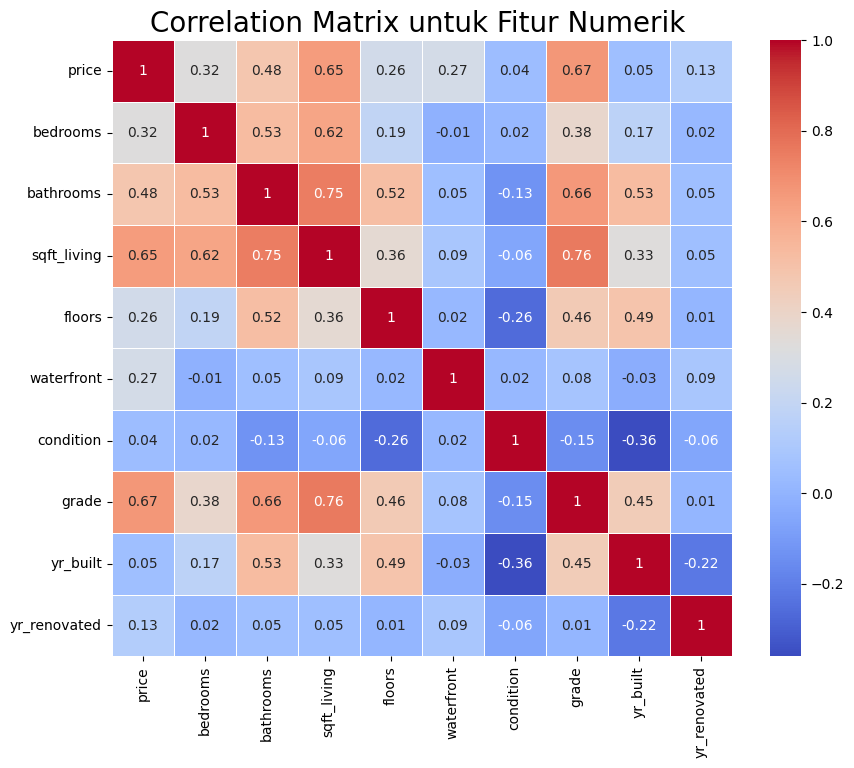 Correlation Matrix untuk Fitur Numerik
price 1 0.32 0.48 0.65 0.26 0.27 0.04 0.67 0.05 0.13
bedrooms 0.32 1 0.53 0.62 0.19 -0.01 0.02 0.38 0.17 0.02
bathrooms 0.48 0.53 1 0.75 0.52 0.05 -0.13 0.66 0.53 0.05
sqft_living 0.65 0.62 0.75 1 0.36 0.09 -0.06 0.76 0.33 0.05
floors 0.26 0.19 0.52 0.36 1 0.02 -0.26 0.46 0.49 0.01
waterfront 0.27 -0.01 0.05 0.09 0.02 1 0.02 0.08 -0.03 0.09
condition 0.04 0.02 -0.13 -0.06 -0.26 0.02 1 -0.15 -0.36 -0.06
grade 0.67 0.38 0.66 0.76 0.46 0.08 -0.15 1 0.45 0.01
yr_built 0.05 0.17 0.53 0.33 0.49 -0.03 -0.36 0.45 1 -0.22
yr_renovated 0.13 0.02 0.05 0.05 0.01 0.09 -0.06 0.01 -0.22 1
price bedrooms bathrooms sqft_living floors waterfront condition grade yr_built yr_renovated
1.0
0.8
0.6
0.4
0.2
0.0
−0.2